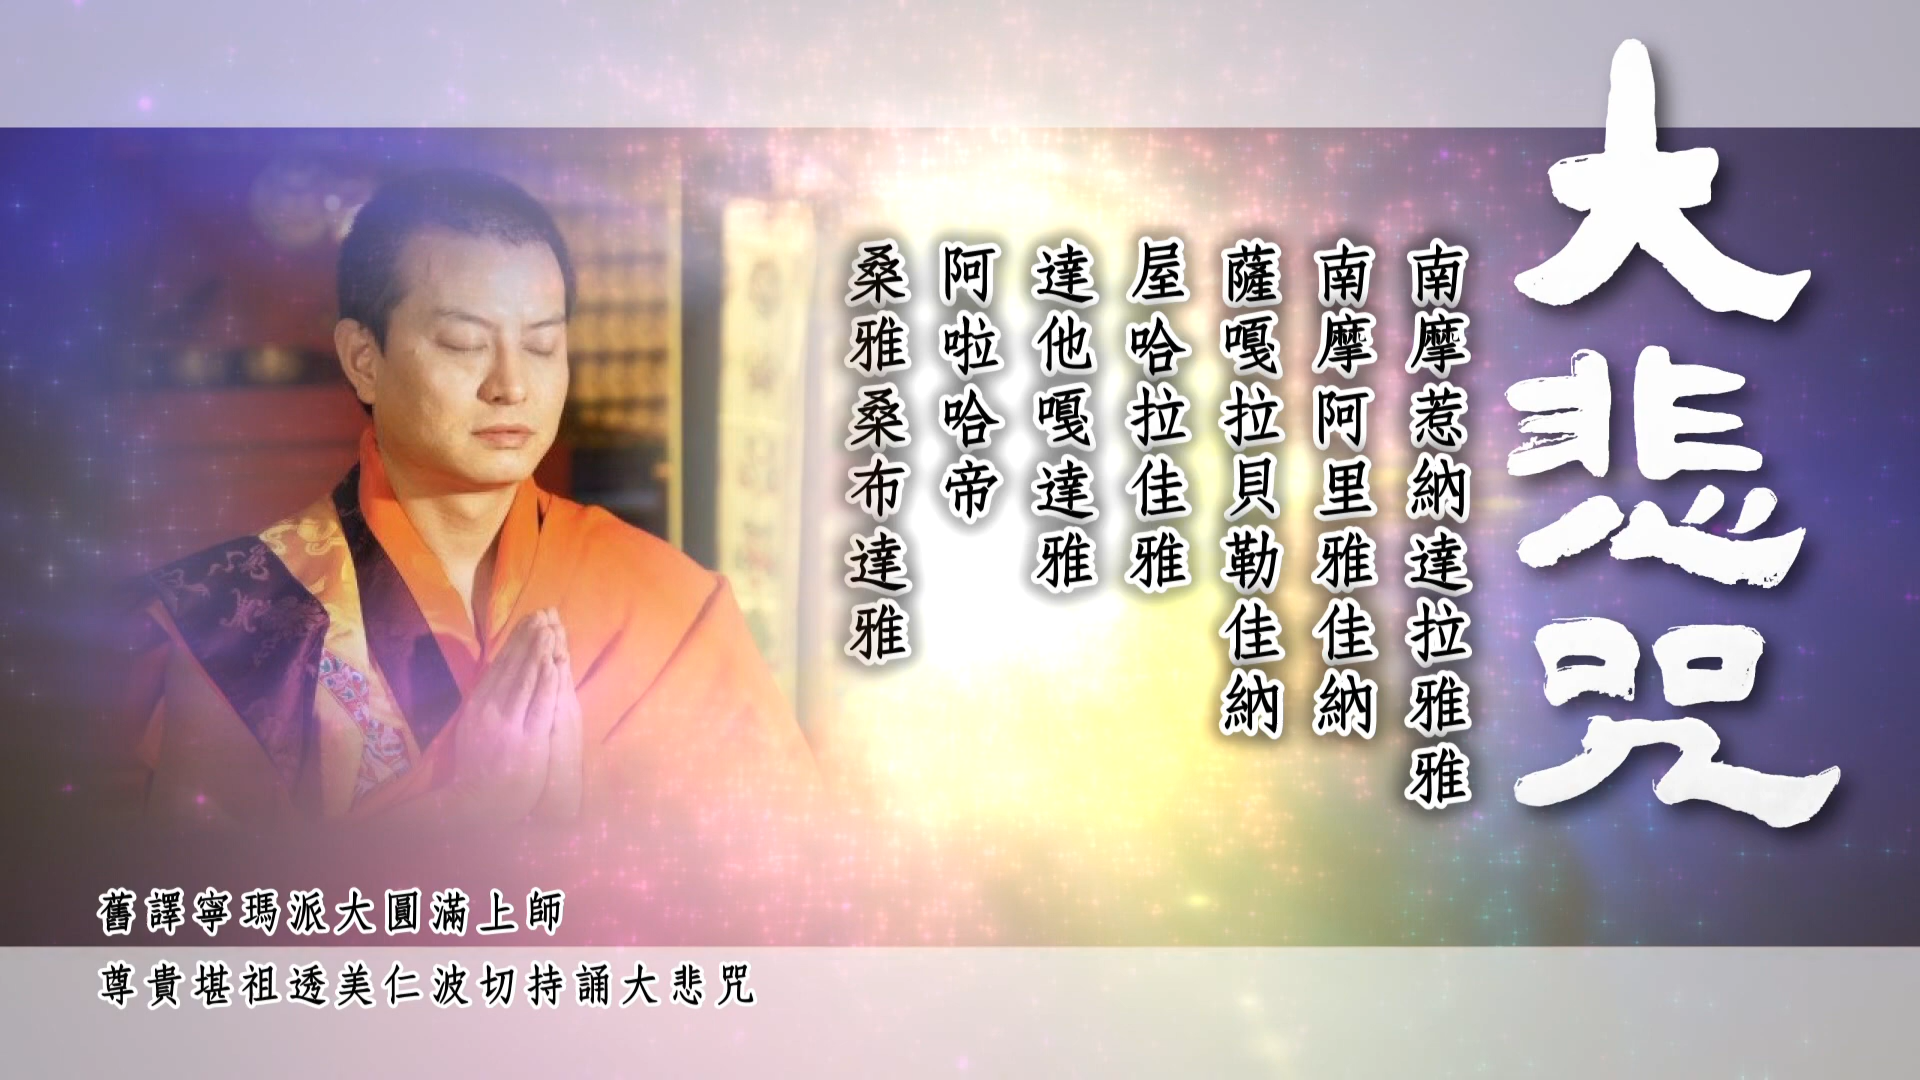 大悲咒
南摩惹納達拉雅雅
南摩阿里雅佳納
薩嘎拉貝勒佳納
屋哈拉佳雅
達他嘎達雅
阿啦哈帝
桑雅桑布達雅
舊譯寧瑪派大圓滿上師
尊貴堪祖透美仁波切持誦大悲咒